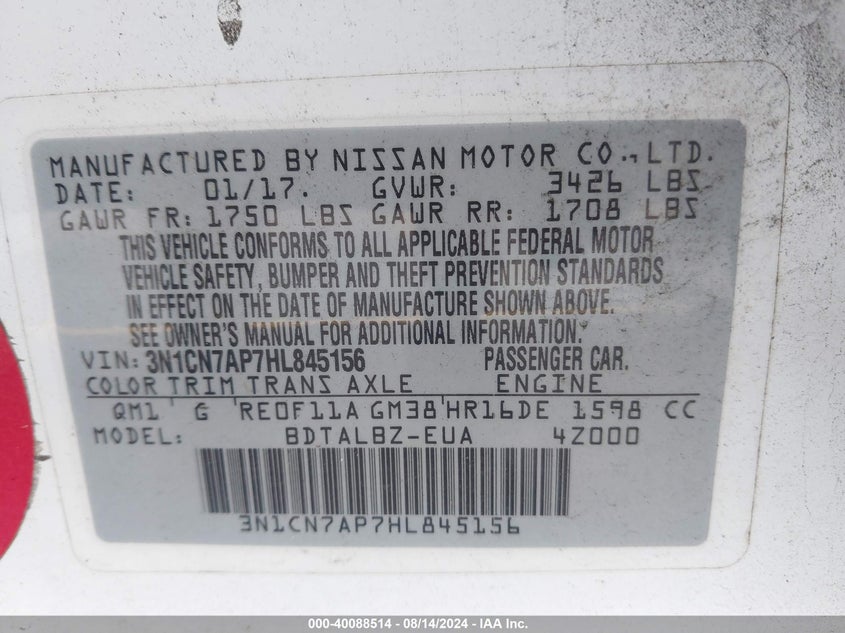 MANUFACTURED BY NISSAN MOTOR CO., LTD.
DATE: 01/17. GVWR: 3426 LBS
GAWR FR: 1750 LBS GAWR RR: 1708 LBS
THIS VEHICLE CONFORMS TO ALL APPLICABLE FEDERAL MOTOR
VEHICLE SAFETY, BUMPER AND THEFT PREVENTION STANDARDS
IN EFFECT ON THE DATE OF MANUFACTURE SHOWN ABOVE.
SEE OWNER'S MANUAL FOR ADDITIONAL INFORMATION.
VIN: 3N1CN7AP7HL845156 PASSENGER CAR.
COLOR TRIM TRANS AXLE ENGINE
QM1 G RE0F11A GM38 HR16DE 1598 CC
MODEL: BDTALBZ-EUA 4Z000
3N1CN7AP7HL845156
000-40088514 - 08/14/2024 - IAA Inc.